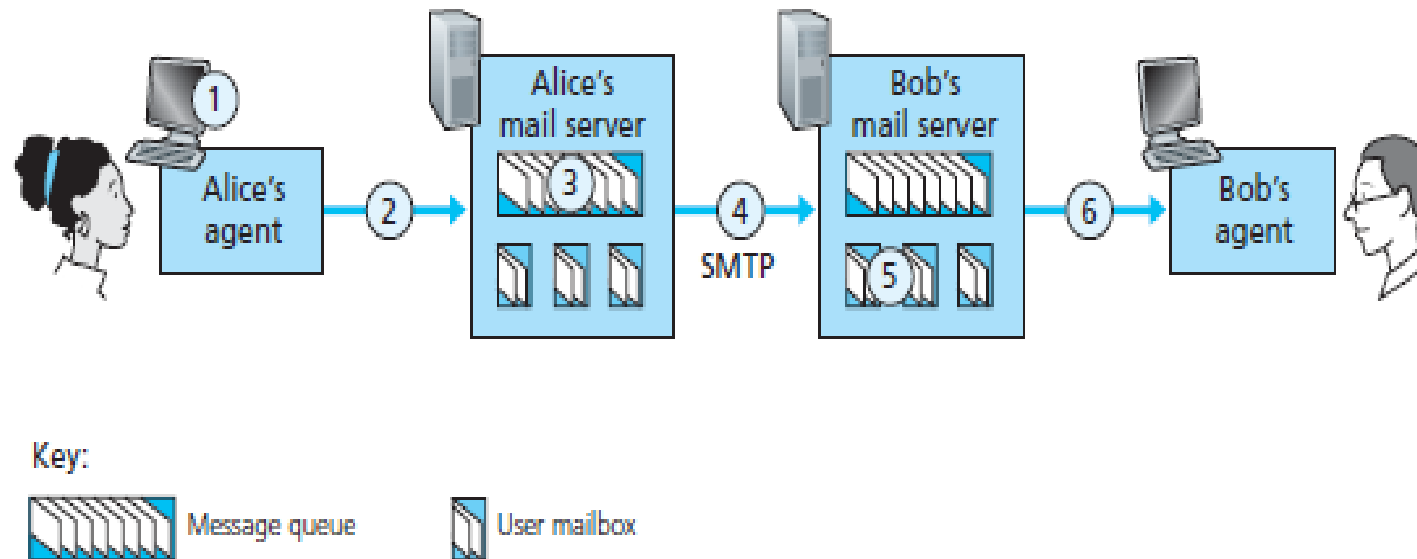 1
Alice's
agent
2
Alice's
mail server
3
4
SMTP
Bob's
mail server
5
6
Bob's
agent
Key:
Message queue
User mailbox